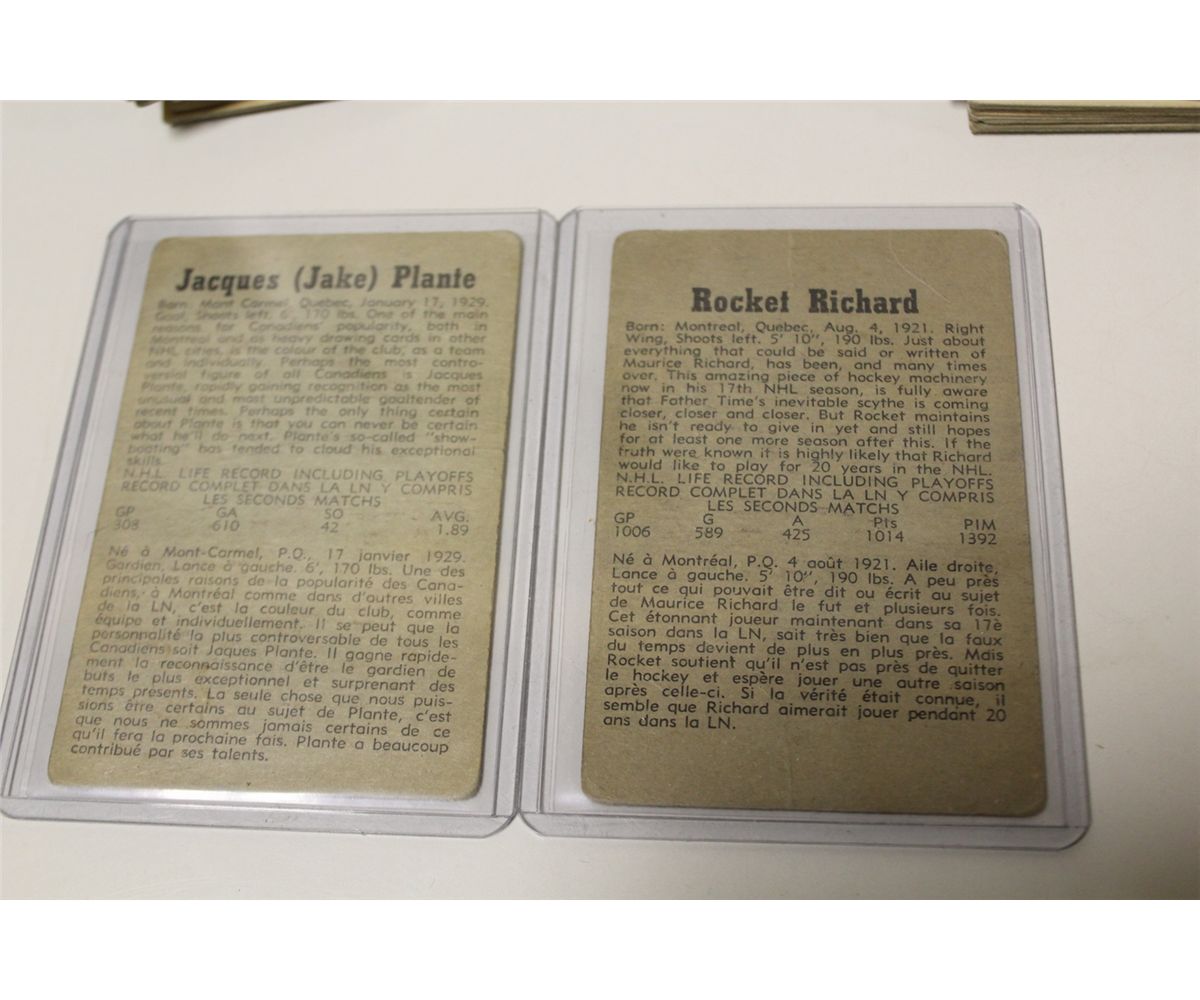 Jacques (Jake) Plante
Born: Mont Carmel, Quebec, January 17, 1929.
Goal, Shoots left. 6', 170 lbs. One of the main
reasons for Canadiens' popularity, both in
Montreal and as heavy drawing cards in other
NHL cities, is the colour of the club, as a team
and individually. Perhaps the most contro-
versial figure of all Canadiens is Jacques
Plante, rapidly gaining recognition as the most
unusual and most unpredictable goaltender of
recent times. Perhaps the only thing certain
about Plante is that you can never be certain
what he'll do next. Plante's so-called "show-
boating" has tended to cloud his exceptional
skills.
N.H.L. LIFE RECORD INCLUDING PLAYOFFS
RECORD COMPLET DANS LA LN Y COMPRIS
LES SECONDS MATCHS
GP GA SO AVG.
308 610 42 1.89
Né à Mont-Carmel, P.Q., 17 janvier 1929.
Gardien, Lance à gauche. 6', 170 lbs. Une des
principales raisons de la popularité des Cana-
diens, à Montréal comme dans d'autres villes
de la LN, c'est la couleur du club, comme
équipe et individuellement. Il se peut que la
personnalité la plus controversable de tous les
Canadiens soit Jaques Plante. Il gagne rapide-
ment la reconnaissance d'être le gardien de
buts le plus exceptionel et surprenant des
temps présents. La seule chose que nous puis-
sions être certains au sujet de Plante, c'est
que nous ne sommes jamais certains de ce
qu'il fera la prochaine fais. Plante a beaucoup
contribué par ses talents.
Rocket Richard
Born: Montreal, Quebec, Aug. 4, 1921. Right
Wing, Shoots left. 5' 10", 190 lbs. Just about
everything that could be said or written of
Maurice Richard, has been, and many times
over. This amazing piece of hockey machinery
now in his 17th NHL season, is fully aware
that Father Time's inevitable scythe is coming
closer, closer and closer. But Rocket maintains
he isn't ready to give in yet and still hopes
for at least one more season after this. If the
truth were known it is highly likely that Richard
would like to play for 20 years in the NHL.
N.H.L. LIFE RECORD INCLUDING PLAYOFFS
RECORD COMPLET DANS LA LN Y COMPRIS
LES SECONDS MATCHS
GP G A Pts PIM
1006 589 425 1014 1392
Né à Montréal, P.Q. 4 août 1921. Aile droite,
Lance à gauche. 5' 10", 190 lbs. A peu près
tout ce qui pouvait être dit ou écrit au sujet
de Maurice Richard le fut et plusieurs fois.
Cet étonnant joueur maintenant dans sa 17è
saison dans la LN, sait très bien que la faux
du temps devient de plus en plus près. Mais
Rocket soutient qu'il n'est pas près de quitter
le hockey et espère jouer une autre saison
après celle-ci. Si la vérité était connue, il
semble que Richard aimerait jouer pendant 20
ans dans la LN.